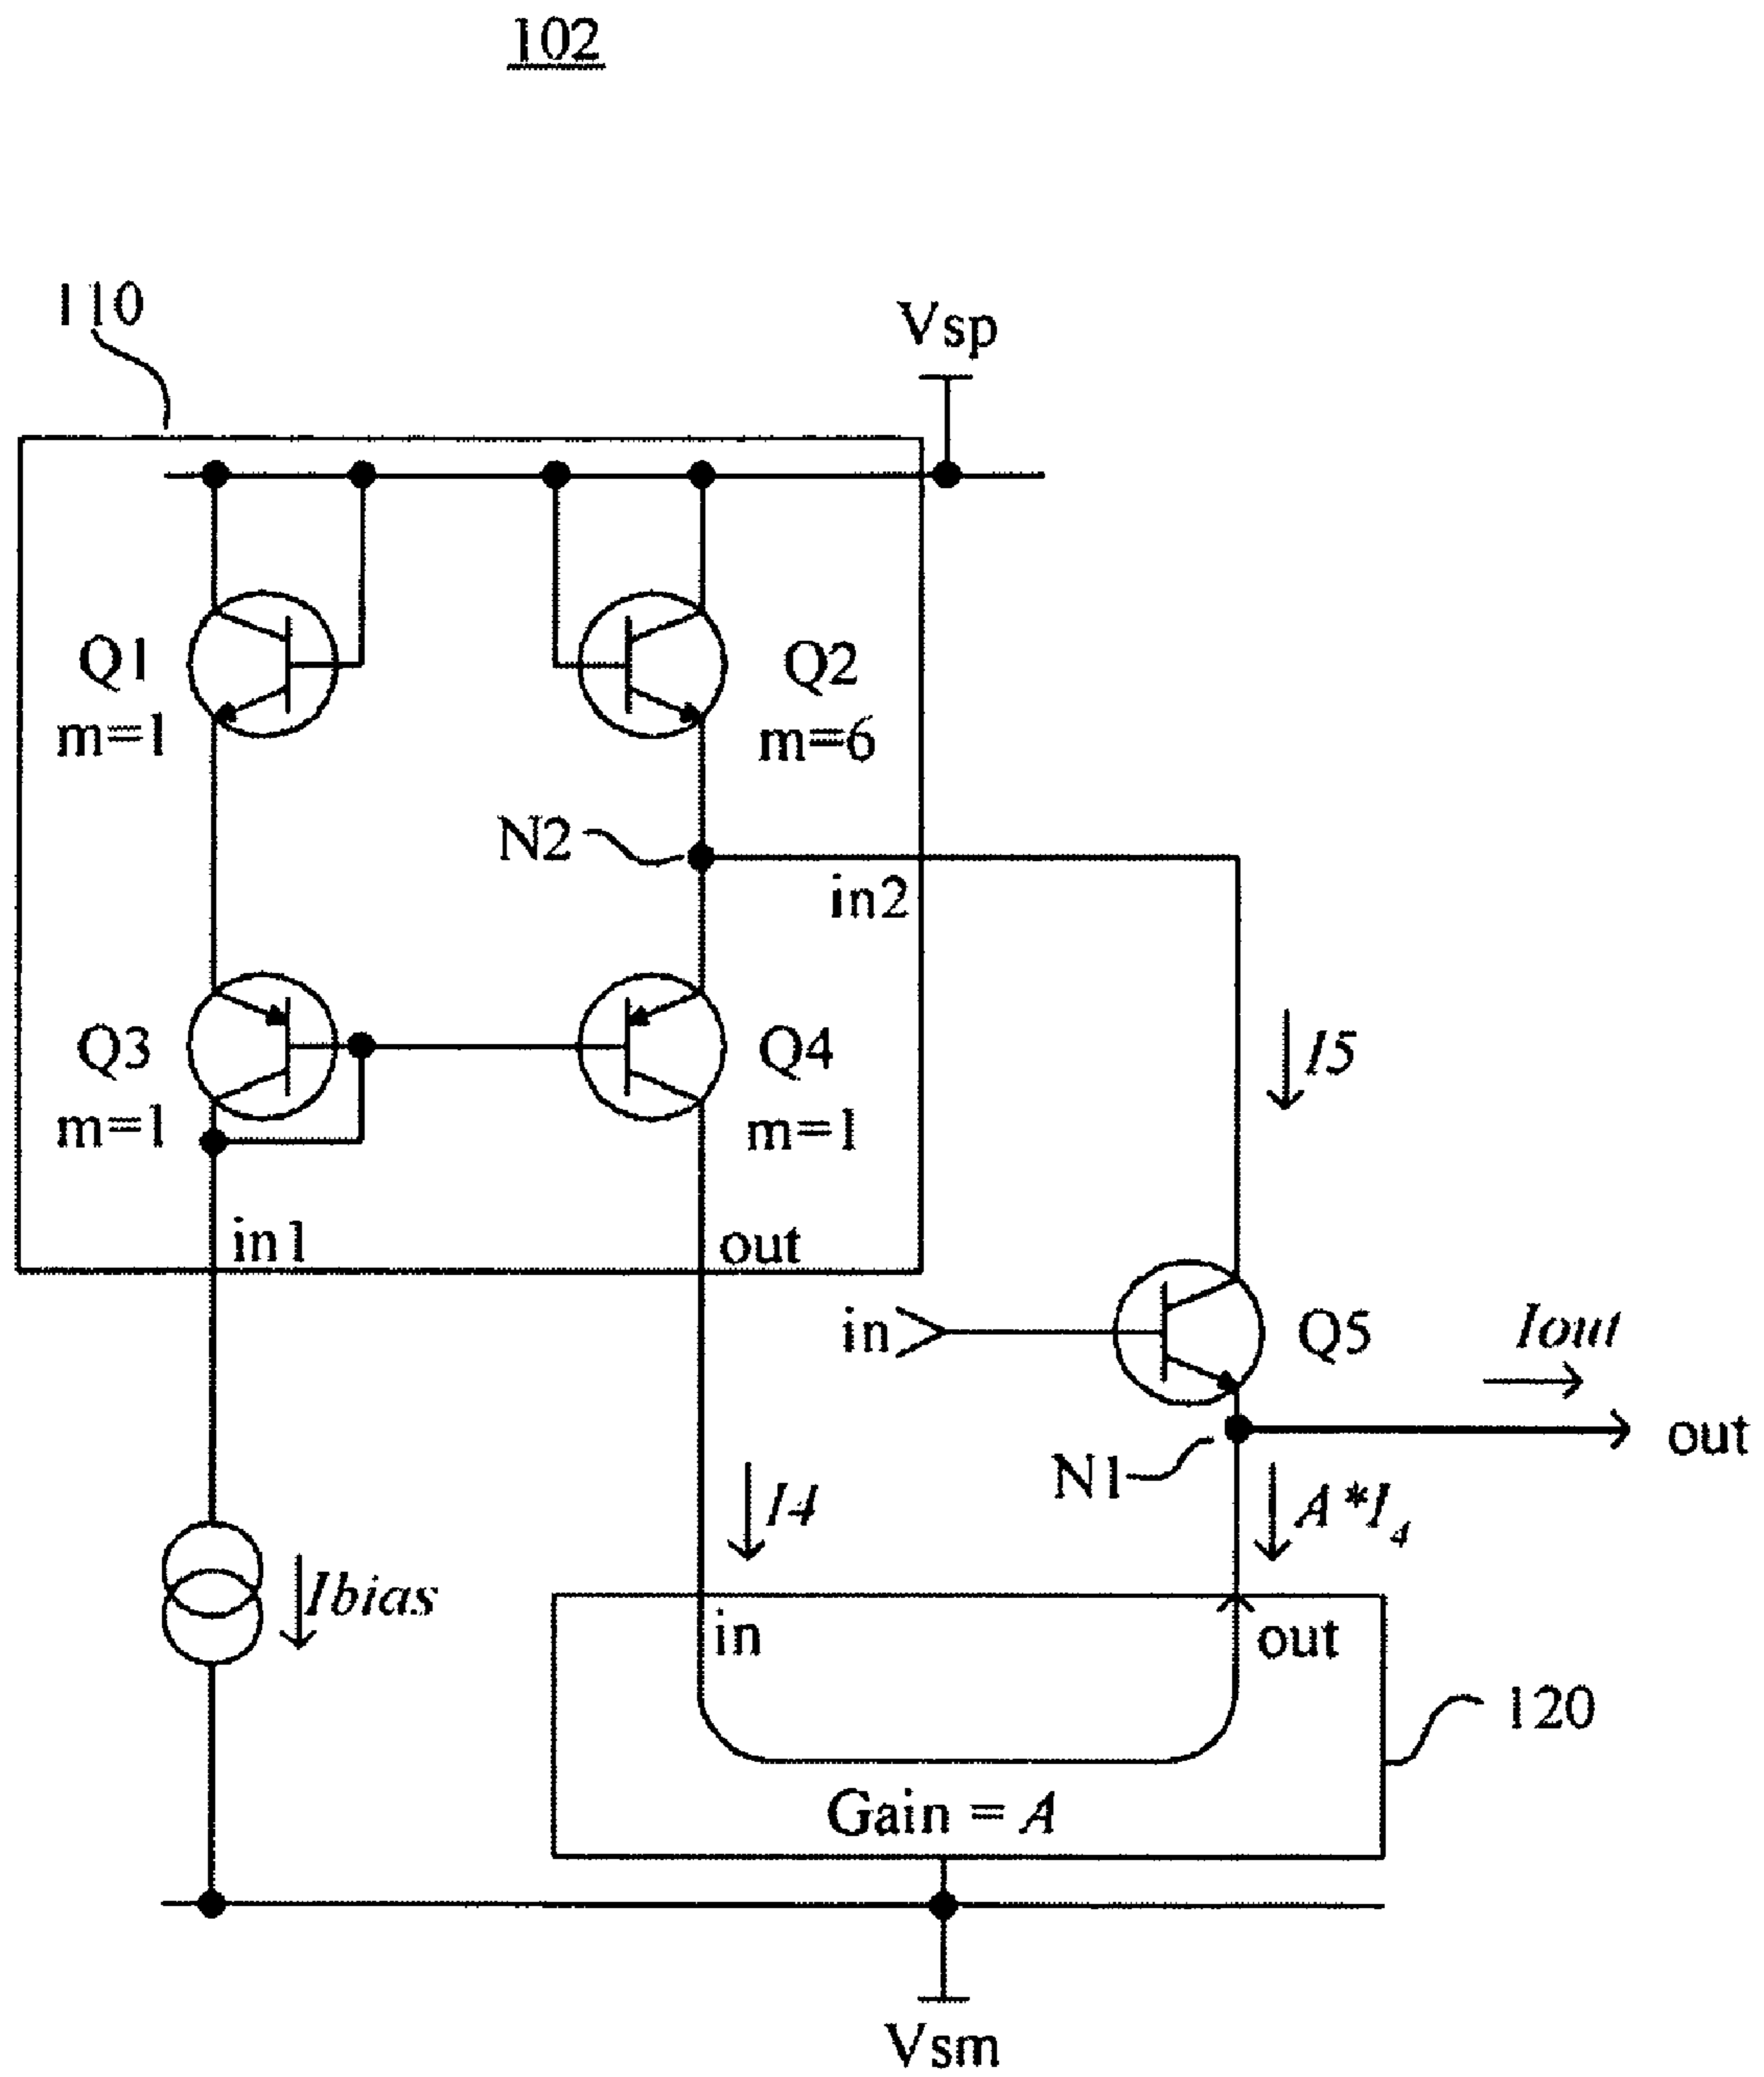 102
110
Vsp
Q1
m=1
Q2
m=6
N2
in2
Q3
m=1
Q4
m=1
I5
in1
out
in
Q5
Iout
out
N1
I4
A*I4
Ibias
in
out
120
Gain = A
Vsm